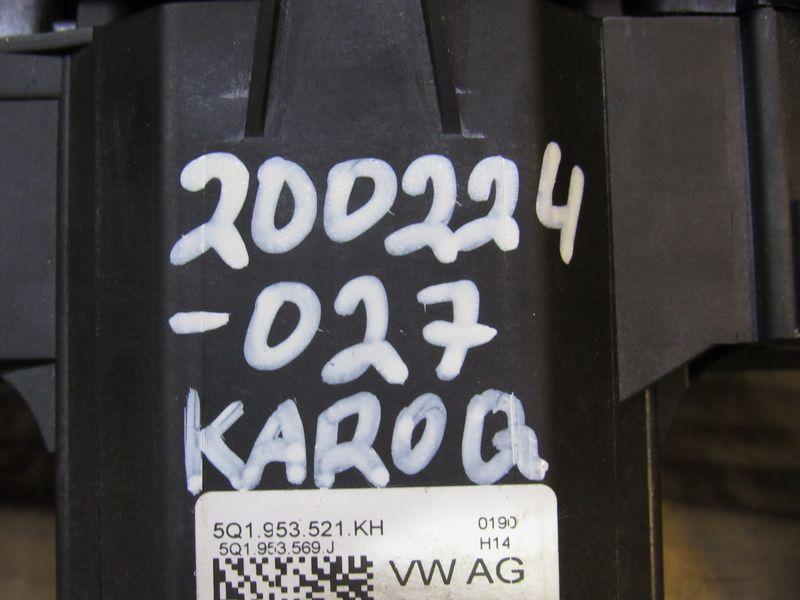 200224
-027
KAROQ
5Q1.953.521.KH 0190
5Q1.953.569.J H14
VW AG